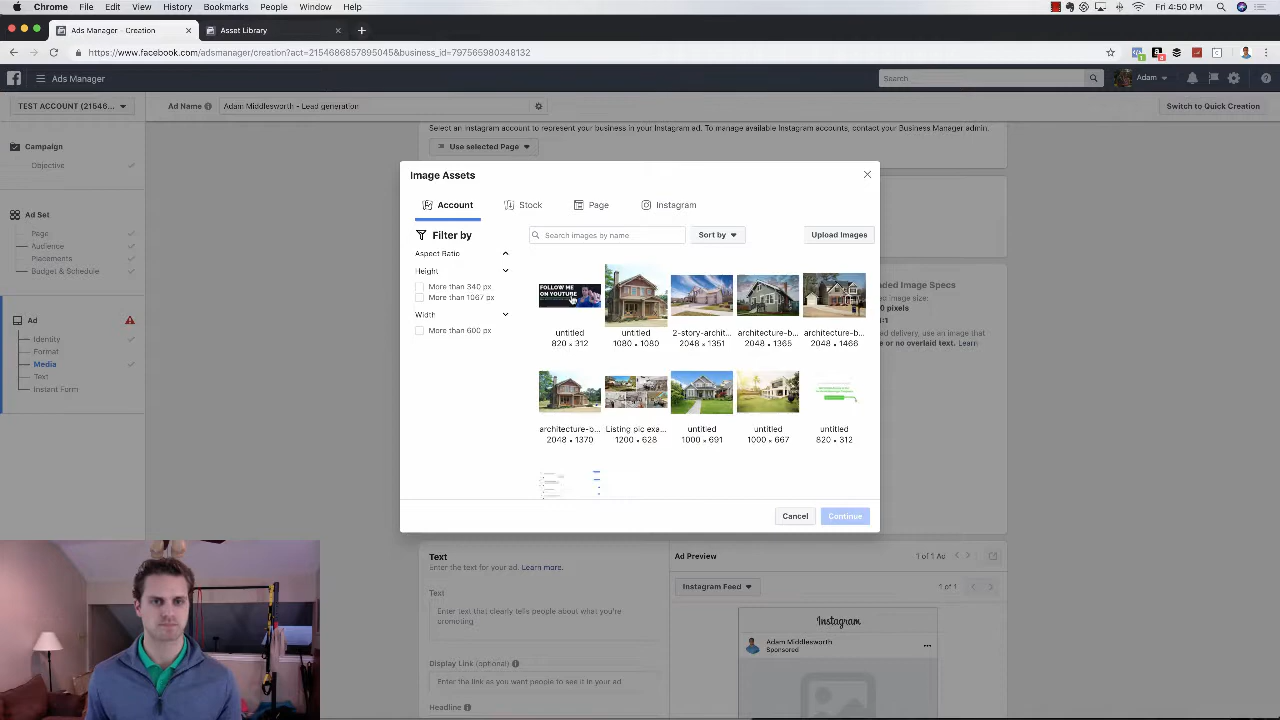 Chrome File Edit View History Bookmarks People Window Help Fri 4:50 PM
Ads Manager - Creation Asset Library
https://www.facebook.com/adsmanager/creation?act=2154686857895045&business_id=797565980348132
Ads Manager Search Adam
TEST ACCOUNT (21546... Ad Name Adam Middlesworth - Lead generation Switch to Quick Creation
Select an Instagram account to represent your business in your Instagram ad. To manage available Instagram accounts, contact your Business Manager admin.
Use selected Page
Campaign
Objective
Ad Set
Page
Audience
Placements
Budget & Schedule
Ad
Identity
Format
Media
Text
Instant Form
Image Assets
Account Stock Page Instagram
Filter by
Aspect Ratio
Height
More than 340 px
More than 1067 px
Width
More than 600 px
Search images by name Sort by Upload Images
FOLLOW ME
ON YOUTUBE
untitled untitled 2-story-archit... architecture-b... architecture-b...
820 × 312 1080 × 1080 2048 × 1351 2048 × 1365 2048 × 1466
architecture-b... Listing pic exa... untitled untitled untitled
2048 × 1370 1200 × 628 1000 × 691 1000 × 667 820 × 312
Cancel Continue
ded Image Specs
ed image size:
0 pixels
:1
ad delivery, use an image that
e or no overlaid text. Learn
Text
Enter the text for your ad. Learn more.
Text
Enter text that clearly tells people about what you're
promoting
Display Link (optional)
Enter the link as you want people to see it in your ad
Headline
Ad Preview 1 of 1 Ad
Instagram Feed 1 of 1
Instagram
Adam Middlesworth
Sponsored